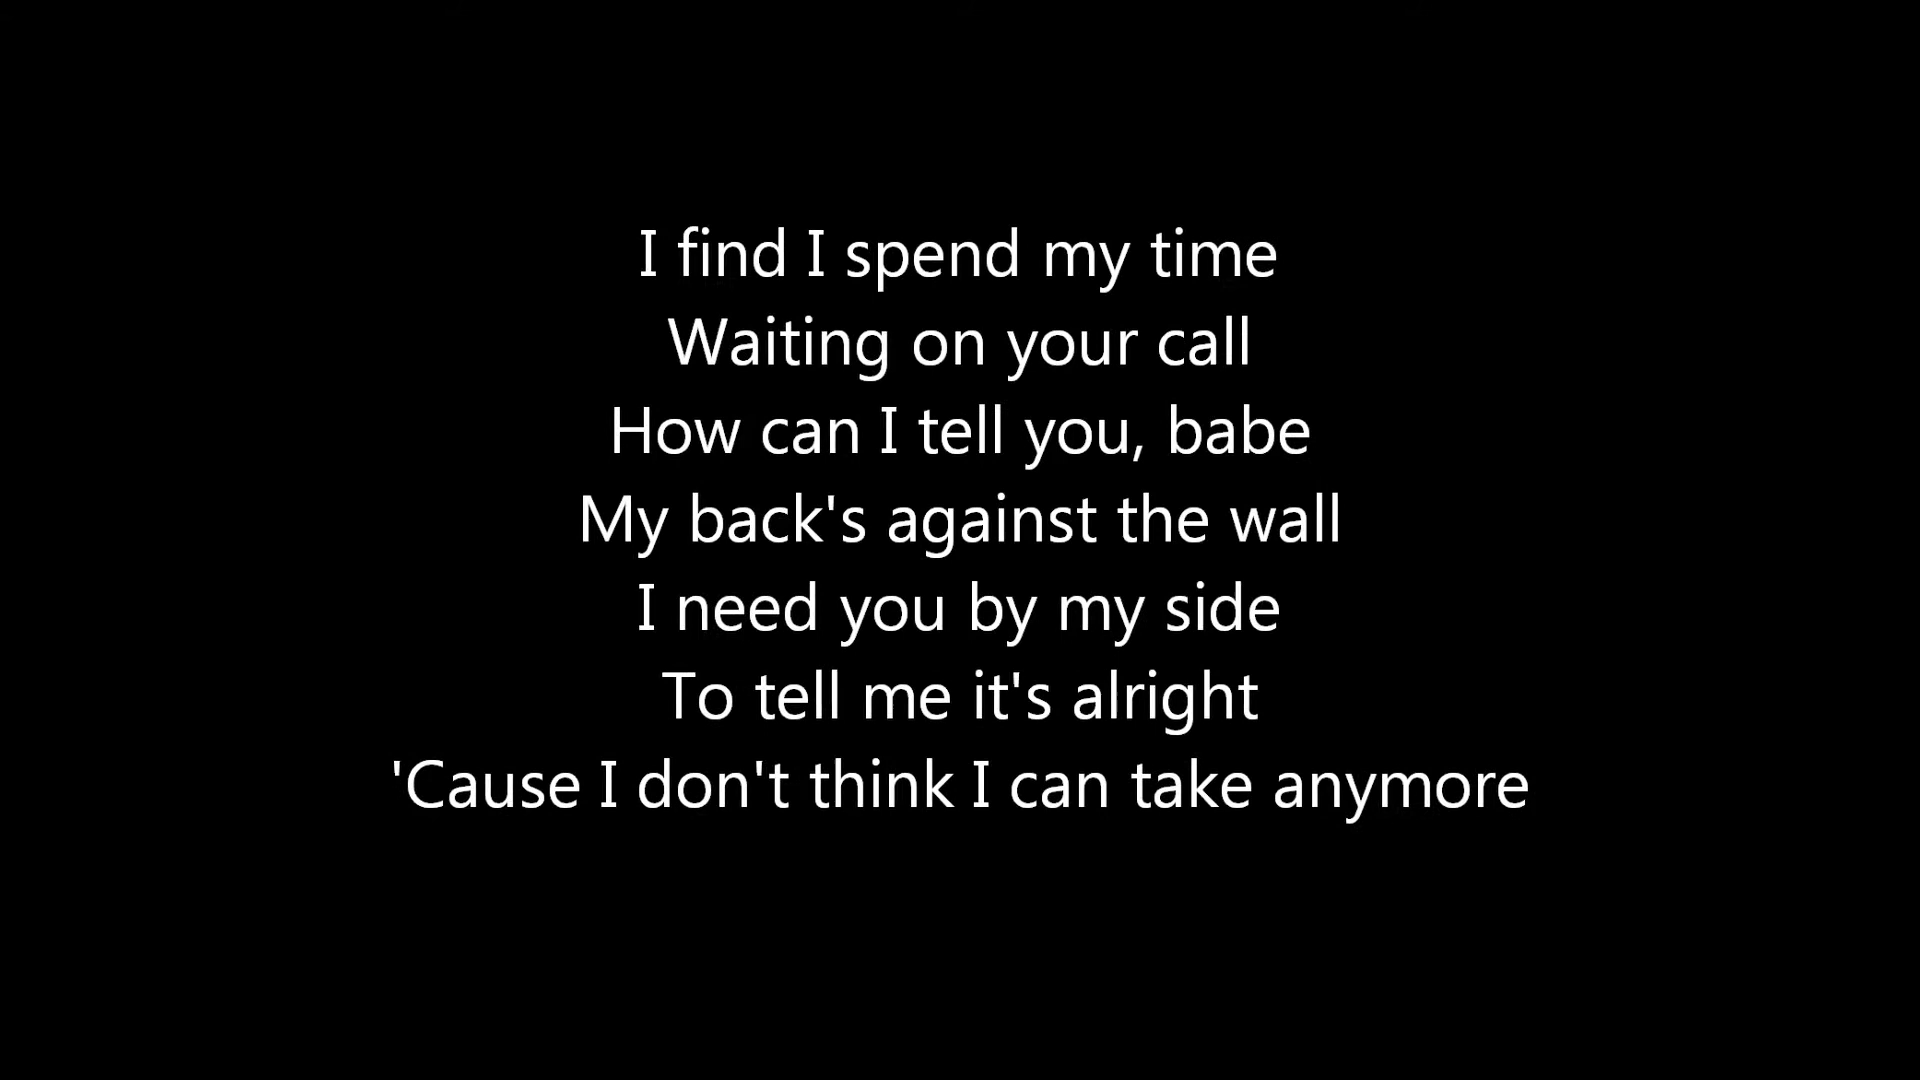 I find I spend my time
Waiting on your call
How can I tell you, babe
My back's against the wall
I need you by my side
To tell me it's alright
'Cause I don't think I can take anymore